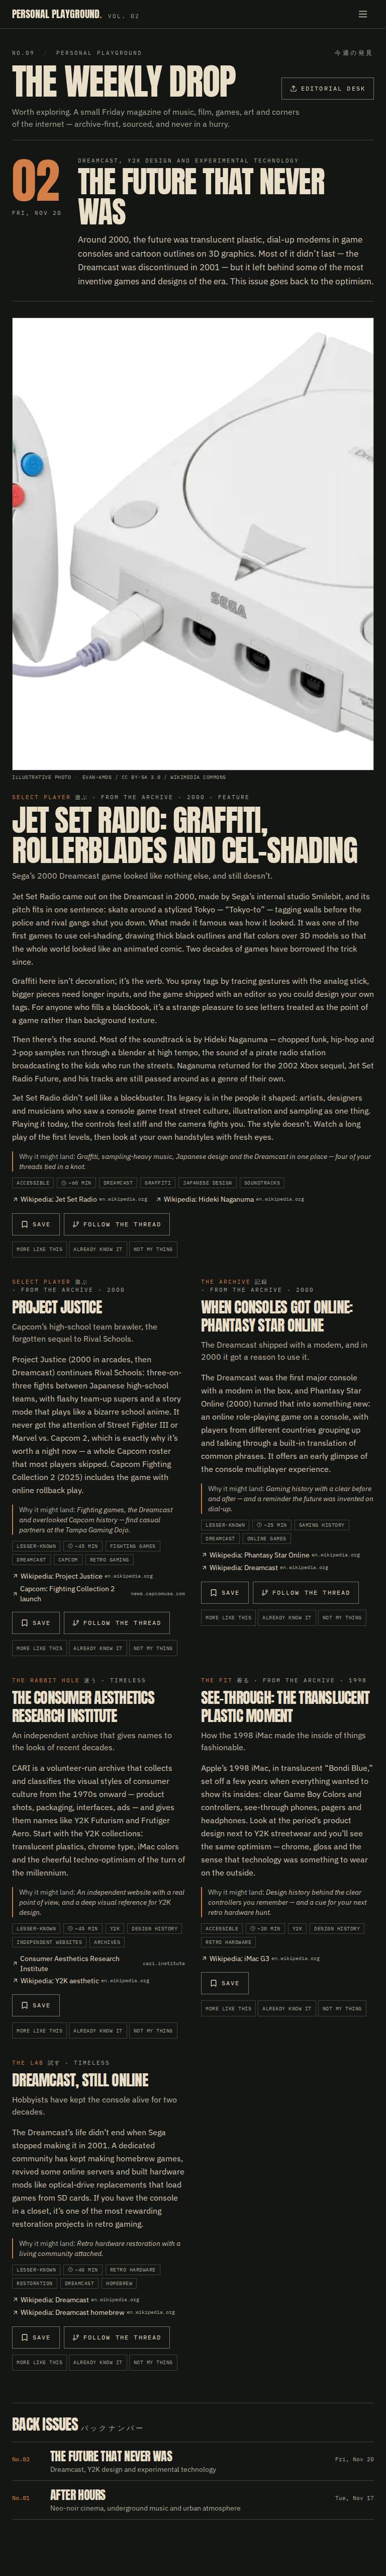 PERSONAL PLAYGROUND. VOL. 02
NO.09 / PERSONAL PLAYGROUND 今週の発見
THE WEEKLY DROP
EDITORIAL DESK
Worth exploring. A small Friday magazine of music, film, games, art and corners
of the internet — archive-first, sourced, and never in a hurry.
02
FRI, NOV 20
DREAMCAST, Y2K DESIGN AND EXPERIMENTAL TECHNOLOGY
THE FUTURE THAT NEVER
WAS
Around 2000, the future was translucent plastic, dial-up modems in game
consoles and cartoon outlines on 3D graphics. Most of it didn't last — the
Dreamcast was discontinued in 2001 — but it left behind some of the most
inventive games and designs of the era. This issue goes back to the optimism.
SEGA
ILLUSTRATIVE PHOTO · EVAN-AMOS / CC BY-SA 3.0 / WIKIMEDIA COMMONS
SELECT PLAYER 遊ぶ · FROM THE ARCHIVE · 2000 · FEATURE
JET SET RADIO: GRAFFITI,
ROLLERBLADES AND CEL-SHADING
Sega's 2000 Dreamcast game looked like nothing else, and still doesn't.
Jet Set Radio came out on the Dreamcast in 2000, made by Sega's internal studio Smilebit, and its
pitch fits in one sentence: skate around a stylized Tokyo — "Tokyo-to" — tagging walls before the
police and rival gangs shut you down. What made it famous was how it looked. It was one of the
first games to use cel-shading, drawing thick black outlines and flat colors over 3D models so that
the whole world looked like an animated comic. Two decades of games have borrowed the trick
since.
Graffiti here isn't decoration; it's the verb. You spray tags by tracing gestures with the analog stick,
bigger pieces need longer inputs, and the game shipped with an editor so you could design your own
tags. For anyone who fills a blackbook, it's a strange pleasure to see letters treated as the point of
a game rather than background texture.
Then there's the sound. Most of the soundtrack is by Hideki Naganuma — chopped funk, hip-hop and
J-pop samples run through a blender at high tempo, the sound of a pirate radio station
broadcasting to the kids who run the streets. Naganuma returned for the 2002 Xbox sequel, Jet Set
Radio Future, and his tracks are still passed around as a genre of their own.
Jet Set Radio didn't sell like a blockbuster. Its legacy is in the people it shaped: artists, designers
and musicians who saw a console game treat street culture, illustration and sampling as one thing.
Playing it today, the controls feel stiff and the camera fights you. The style doesn't. Watch a long
play of the first levels, then look at your own handstyles with fresh eyes.
Why it might land: Graffiti, sampling-heavy music, Japanese design and the Dreamcast in one place — four of your
threads tied in a knot.
ACCESSIBLE ~60 MIN DREAMCAST GRAFFITI JAPANESE DESIGN SOUNDTRACKS
Wikipedia: Jet Set Radio en.wikipedia.org Wikipedia: Hideki Naganuma en.wikipedia.org
SAVE FOLLOW THE THREAD
MORE LIKE THIS ALREADY KNOW IT NOT MY THING
SELECT PLAYER 遊ぶ
· FROM THE ARCHIVE · 2000
PROJECT JUSTICE
Capcom's high-school team brawler, the
forgotten sequel to Rival Schools.
Project Justice (2000 in arcades, then
Dreamcast) continues Rival Schools: three-on-
three fights between Japanese high-school
teams, with flashy team-up supers and a story
mode that plays like a bizarre school anime. It
never got the attention of Street Fighter III or
Marvel vs. Capcom 2, which is exactly why it's
worth a night now — a whole Capcom roster
that most players skipped. Capcom Fighting
Collection 2 (2025) includes the game with
online rollback play.
Why it might land: Fighting games, the Dreamcast
and overlooked Capcom history — find casual
partners at the Tampa Gaming Dojo.
LESSER-KNOWN ~45 MIN FIGHTING GAMES
DREAMCAST CAPCOM RETRO GAMING
Wikipedia: Project Justice en.wikipedia.org
Capcom: Fighting Collection 2
launch news.capcomusa.com
SAVE FOLLOW THE THREAD
MORE LIKE THIS ALREADY KNOW IT NOT MY THING
THE ARCHIVE 記録
· FROM THE ARCHIVE · 2000
WHEN CONSOLES GOT ONLINE:
PHANTASY STAR ONLINE
The Dreamcast shipped with a modem, and in
2000 it got a reason to use it.
The Dreamcast was the first major console
with a modem in the box, and Phantasy Star
Online (2000) turned that into something new:
an online role-playing game on a console, with
players from different countries grouping up
and talking through a built-in translation of
common phrases. It offers an early glimpse of
the console multiplayer experience.
Why it might land: Gaming history with a clear before
and after — and a reminder the future was invented on
dial-up.
LESSER-KNOWN ~25 MIN GAMING HISTORY
DREAMCAST ONLINE GAMES
Wikipedia: Phantasy Star Online en.wikipedia.org
Wikipedia: Dreamcast en.wikipedia.org
SAVE FOLLOW THE THREAD
MORE LIKE THIS ALREADY KNOW IT NOT MY THING
THE RABBIT HOLE 迷う · TIMELESS
THE CONSUMER AESTHETICS
RESEARCH INSTITUTE
An independent archive that gives names to
the looks of recent decades.
CARI is a volunteer-run archive that collects
and classifies the visual styles of consumer
culture from the 1970s onward — product
shots, packaging, interfaces, ads — and gives
them names like Y2K Futurism and Frutiger
Aero. Start with the Y2K collections:
translucent plastics, chrome type, iMac colors
and the cheerful techno-optimism of the turn of
the millennium.
Why it might land: An independent website with a real
point of view, and a deep visual reference for Y2K
design.
LESSER-KNOWN ~45 MIN Y2K DESIGN HISTORY
INDEPENDENT WEBSITES ARCHIVES
Consumer Aesthetics Research
Institute cari.institute
Wikipedia: Y2K aesthetic en.wikipedia.org
SAVE
MORE LIKE THIS ALREADY KNOW IT NOT MY THING
THE FIT 着る · FROM THE ARCHIVE · 1998
SEE-THROUGH: THE TRANSLUCENT
PLASTIC MOMENT
How the 1998 iMac made the inside of things
fashionable.
Apple's 1998 iMac, in translucent "Bondi Blue,"
set off a few years when everything wanted to
show its insides: clear Game Boy Colors and
controllers, see-through phones, pagers and
headphones. Look at the period's product
design next to Y2K streetwear and you'll see
the same optimism — chrome, gloss and the
sense that technology was something to wear
on the outside.
Why it might land: Design history behind the clear
controllers you remember — and a cue for your next
retro hardware hunt.
ACCESSIBLE ~20 MIN Y2K DESIGN HISTORY
RETRO HARDWARE
Wikipedia: iMac G3 en.wikipedia.org
SAVE
MORE LIKE THIS ALREADY KNOW IT NOT MY THING
THE LAB 試す · TIMELESS
DREAMCAST, STILL ONLINE
Hobbyists have kept the console alive for two
decades.
The Dreamcast's life didn't end when Sega
stopped making it in 2001. A dedicated
community has kept making homebrew games,
revived some online servers and built hardware
mods like optical-drive replacements that load
games from SD cards. If you have the console
in a closet, it's one of the most rewarding
restoration projects in retro gaming.
Why it might land: Retro hardware restoration with a
living community attached.
LESSER-KNOWN ~40 MIN RETRO HARDWARE
RESTORATION DREAMCAST HOMEBREW
Wikipedia: Dreamcast en.wikipedia.org
Wikipedia: Dreamcast homebrew en.wikipedia.org
SAVE FOLLOW THE THREAD
MORE LIKE THIS ALREADY KNOW IT NOT MY THING
BACK ISSUES バックナンバー
No.02 THE FUTURE THAT NEVER WAS Fri, Nov 20
Dreamcast, Y2K design and experimental technology
No.01 AFTER HOURS Tue, Nov 17
Neo-noir cinema, underground music and urban atmosphere